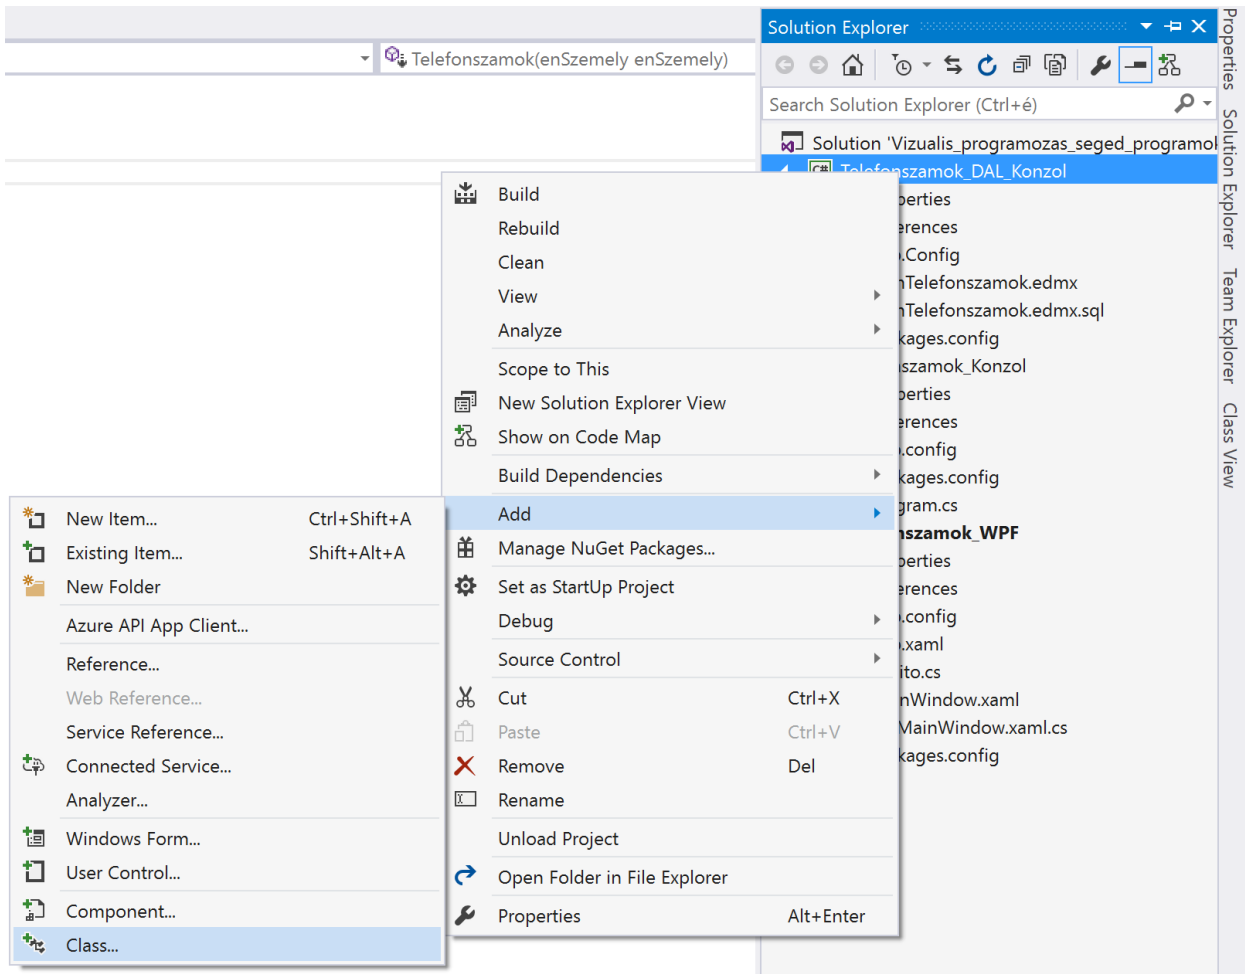 Solution Explorer
Telefonszamok(enSzemely enSzemely)
Search Solution Explorer (Ctrl+é)
Solution 'Vizualis_programozas_seged_programok
C# Telefonszamok_DAL_Konzol
perties
erences
.Config
nTelefonszamok.edmx
nTelefonszamok.edmx.sql
kages.config
nszamok_Konzol
perties
erences
.config
kages.config
gram.cs
nszamok_WPF
perties
erences
.config
.xaml
ito.cs
nWindow.xaml
MainWindow.xaml.cs
kages.config
Build
Rebuild
Clean
View
Analyze
Scope to This
New Solution Explorer View
Show on Code Map
Build Dependencies
Add
Manage NuGet Packages...
Set as StartUp Project
Debug
Source Control
Cut Ctrl+X
Paste Ctrl+V
Remove Del
Rename
Unload Project
Open Folder in File Explorer
Properties Alt+Enter
New Item... Ctrl+Shift+A
Existing Item... Shift+Alt+A
New Folder
Azure API App Client...
Reference...
Web Reference...
Service Reference...
Connected Service...
Analyzer...
Windows Form...
User Control...
Component...
Class...
Properties
Solution Explorer
Team Explorer
Class View